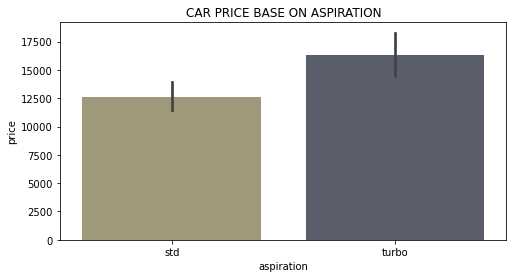 CAR PRICE BASE ON ASPIRATION
17500
15000
12500
10000
7500
5000
2500
0
price
std
turbo
aspiration